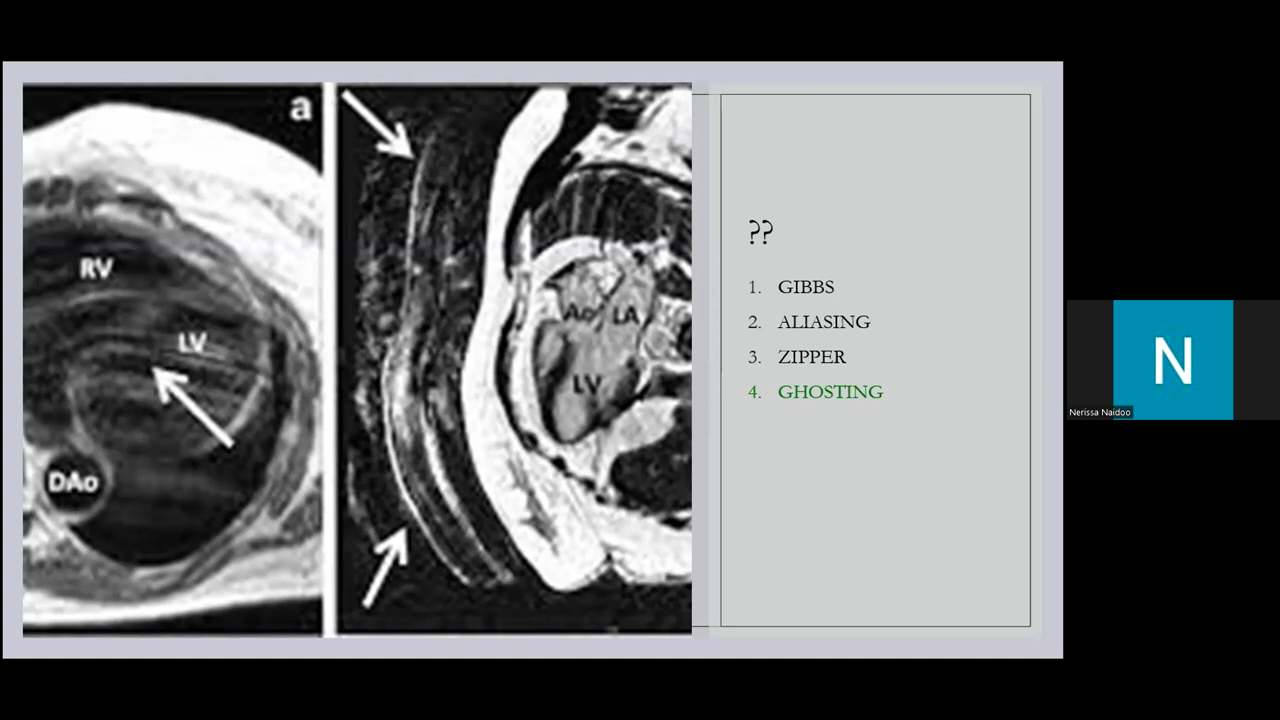 a
RV
LV
DAo
Ao
LA
LV
??
1. GIBBS
2. ALIASING
3. ZIPPER
4. GHOSTING
N
Nerissa Naidoo